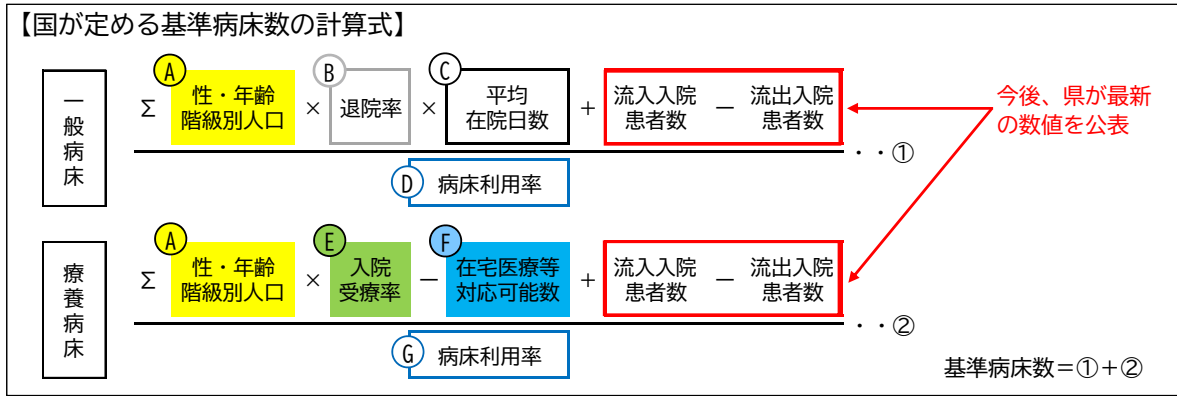 【国が定める基準病床数の計算式】
一般病床
Σ
Ⓐ
性・年齢
階級別人口
×
Ⓑ
退院率
×
Ⓒ
平均
在院日数
+
流入入院
患者数
－
流出入院
患者数
Ⓓ
病床利用率
・・①
今後、県が最新
の数値を公表
療養病床
Σ
Ⓐ
性・年齢
階級別人口
×
Ⓔ
入院
受療率
－
Ⓕ
在宅医療等
対応可能数
+
流入入院
患者数
－
流出入院
患者数
Ⓖ
病床利用率
・・②
基準病床数＝①＋②